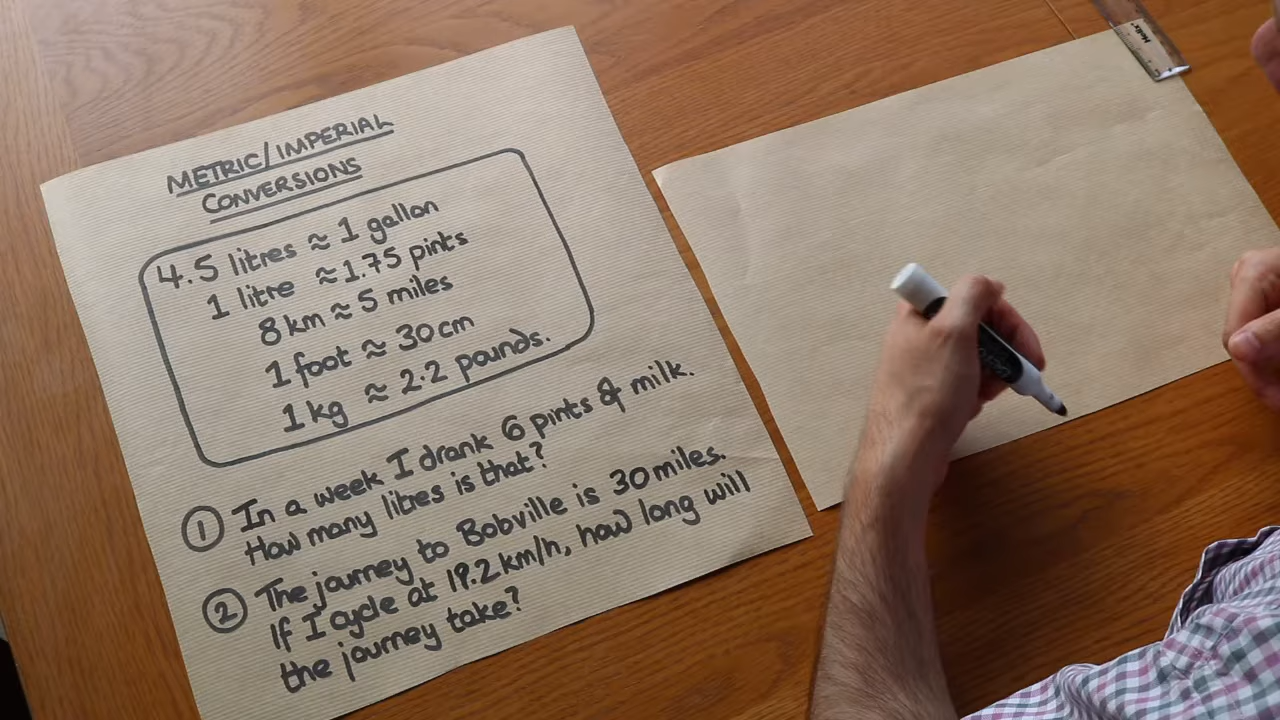 METRIC/IMPERIAL
CONVERSIONS
4.5 litres ≈ 1 gallon
1 litre ≈ 1.75 pints
8 km ≈ 5 miles
1 foot ≈ 30 cm
1 kg ≈ 2.2 pounds.
① In a week I drank 6 pints of milk.
How many litres is that?
② The journey to Bobville is 30 miles.
If I cycle at 19.2 km/h, how long will
the journey take?
Helix